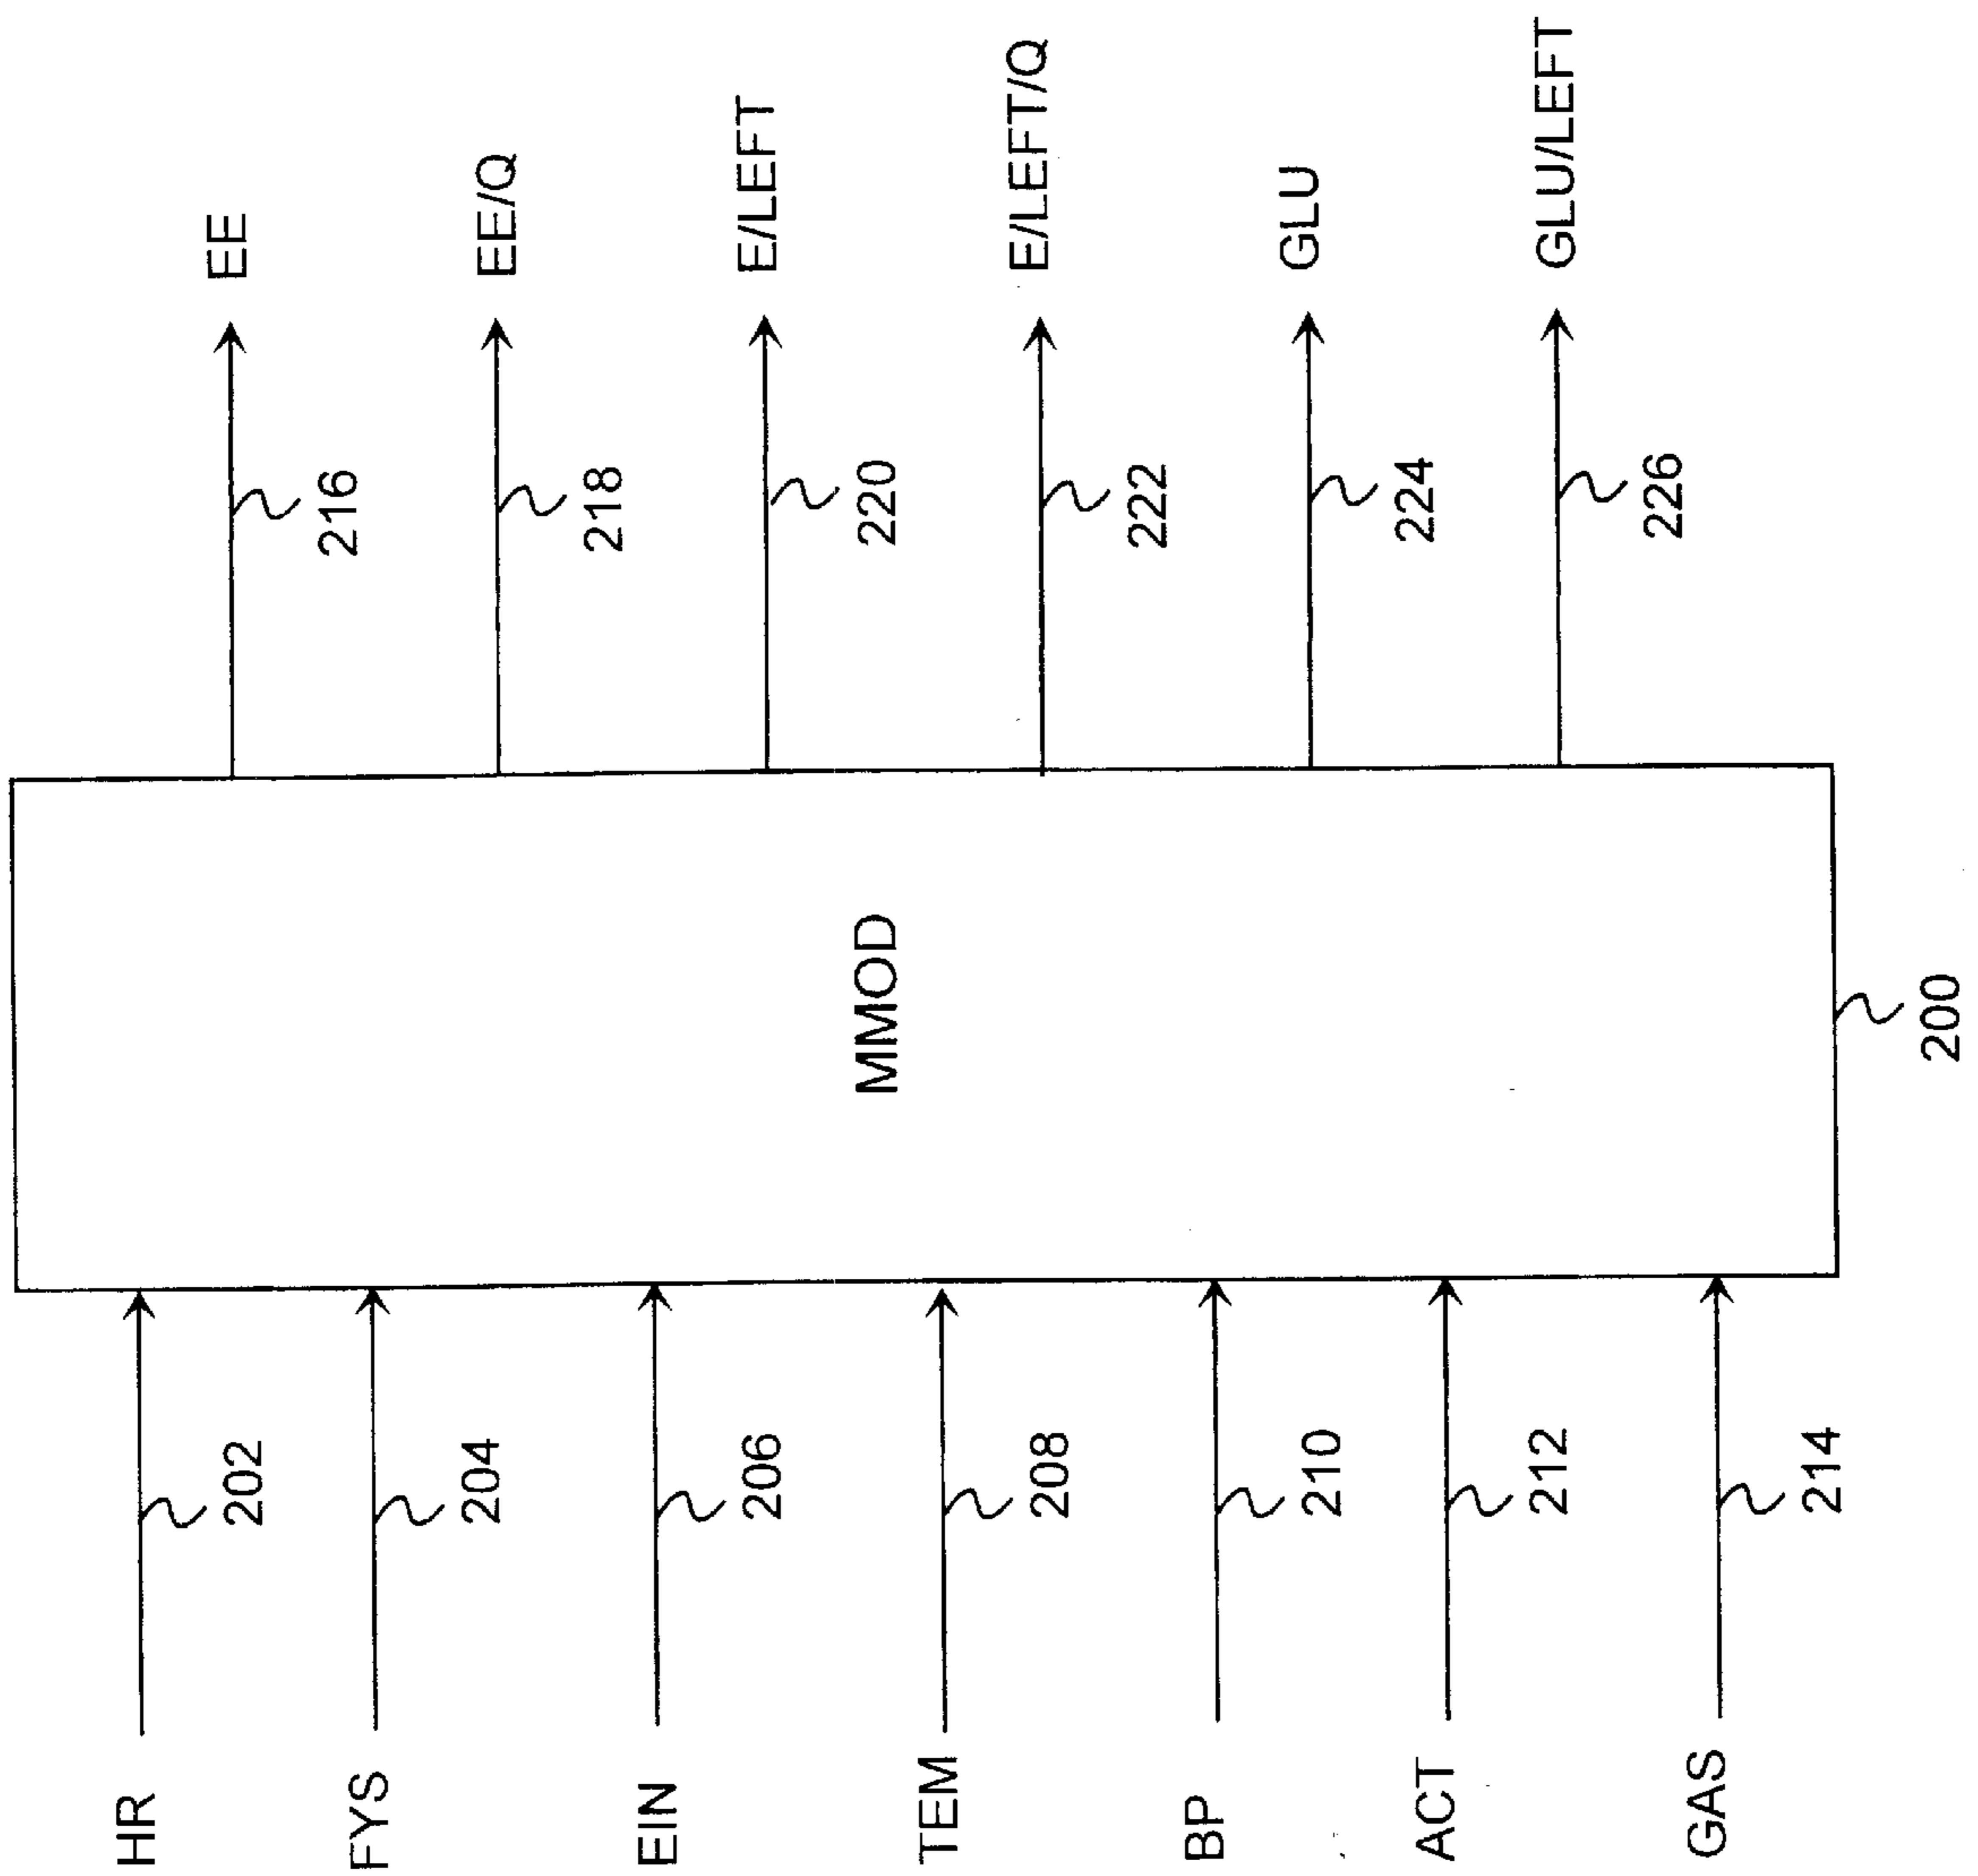 HR
202
FYS
204
EIN
206
TEM
208
BP
210
ACT
212
GAS
214
MMOD
200
EE
216
EE/Q
218
E/LEFT
220
E/LEFT/Q
222
GLU
224
GLU/LEFT
226